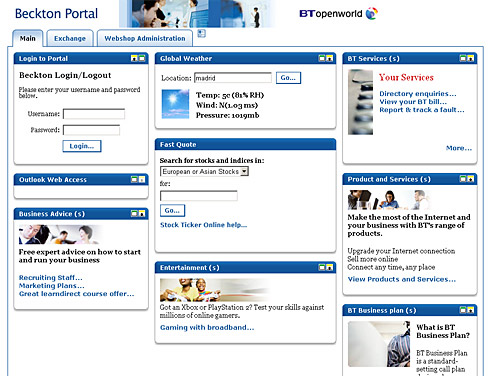 Beckton Portal
BTopenworld
Main
Exchange
Webshop Administration
Login to Portal
Beckton Login/Logout
Please enter your username and password
below.
Username:
Password:
Login...
Outlook Web Access
Business Advice (s)
Free expert advice on how to start
and run your business
Recruiting Staff...
Marketing Plans...
Great learndirect course offer...
Global Weather
Location: madrid Go...
Temp: 5c (81% RH)
Wind: N(1.03 ms)
Pressure: 1019mb
Fast Quote
Search for stocks and indices in:
European or Asian Stocks
for:
Go...
Stock Ticker Online help...
Entertainment (s)
Got an Xbox or PlayStation 2? Test your skills against
millions of online gamers.
Gaming with broadband...
BT Services (s)
Your Services
Directory enquiries...
View your BT bill...
Report & track a fault...
More...
Product and Services (s)
Make the most of the Internet and
your business with BT's range of
products.
Upgrade your Internet connection
Sell more online
Connect any time, any place
View Products and Services...
BT Business plan (s)
What is BT
Business Plan?
BT Business Plan
is a standard-
setting call plan